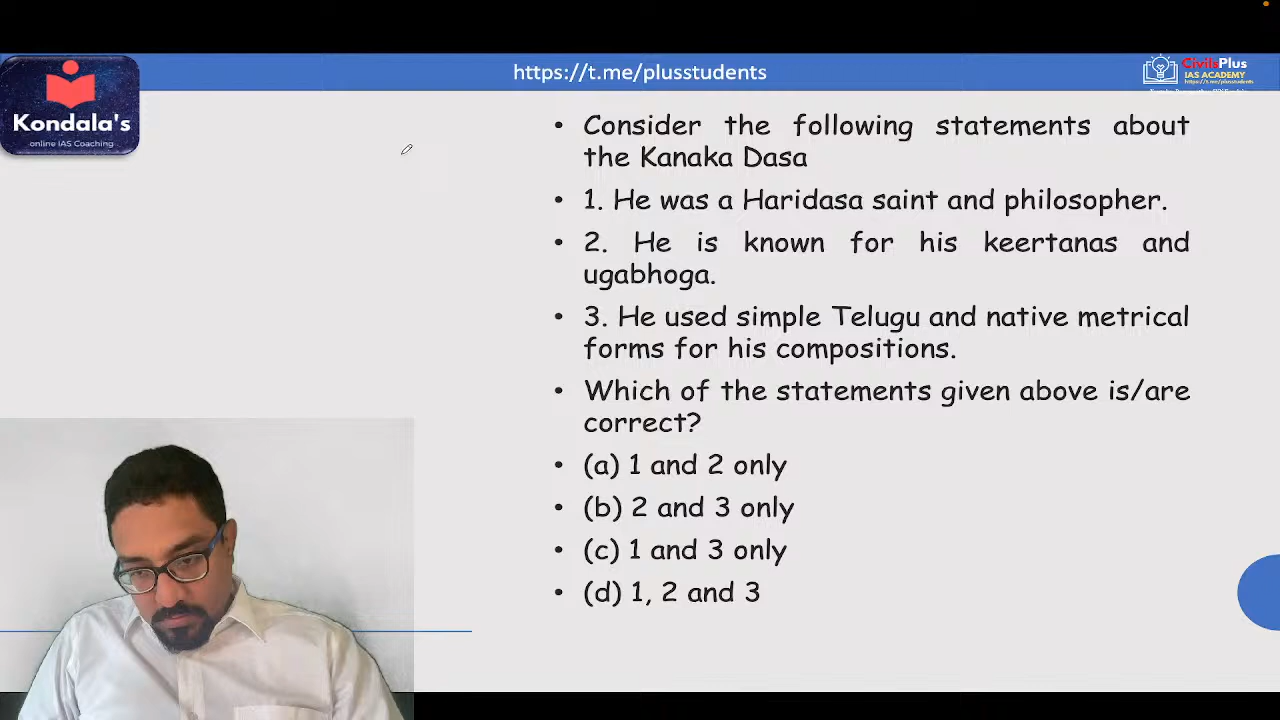 https://t.me/plusstudents
Kondala's
online IAS Coaching
CivilsPlus
IAS ACADEMY
https://t.me/plusstudents
• Consider the following statements about
the Kanaka Dasa
• 1. He was a Haridasa saint and philosopher.
• 2. He is known for his keertanas and
ugabhoga.
• 3. He used simple Telugu and native metrical
forms for his compositions.
• Which of the statements given above is/are
correct?
• (a) 1 and 2 only
• (b) 2 and 3 only
• (c) 1 and 3 only
• (d) 1, 2 and 3